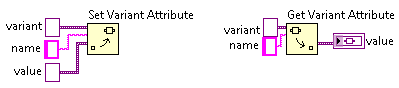 Set Variant Attribute
variant
name
value
Get Variant Attribute
variant
name
value